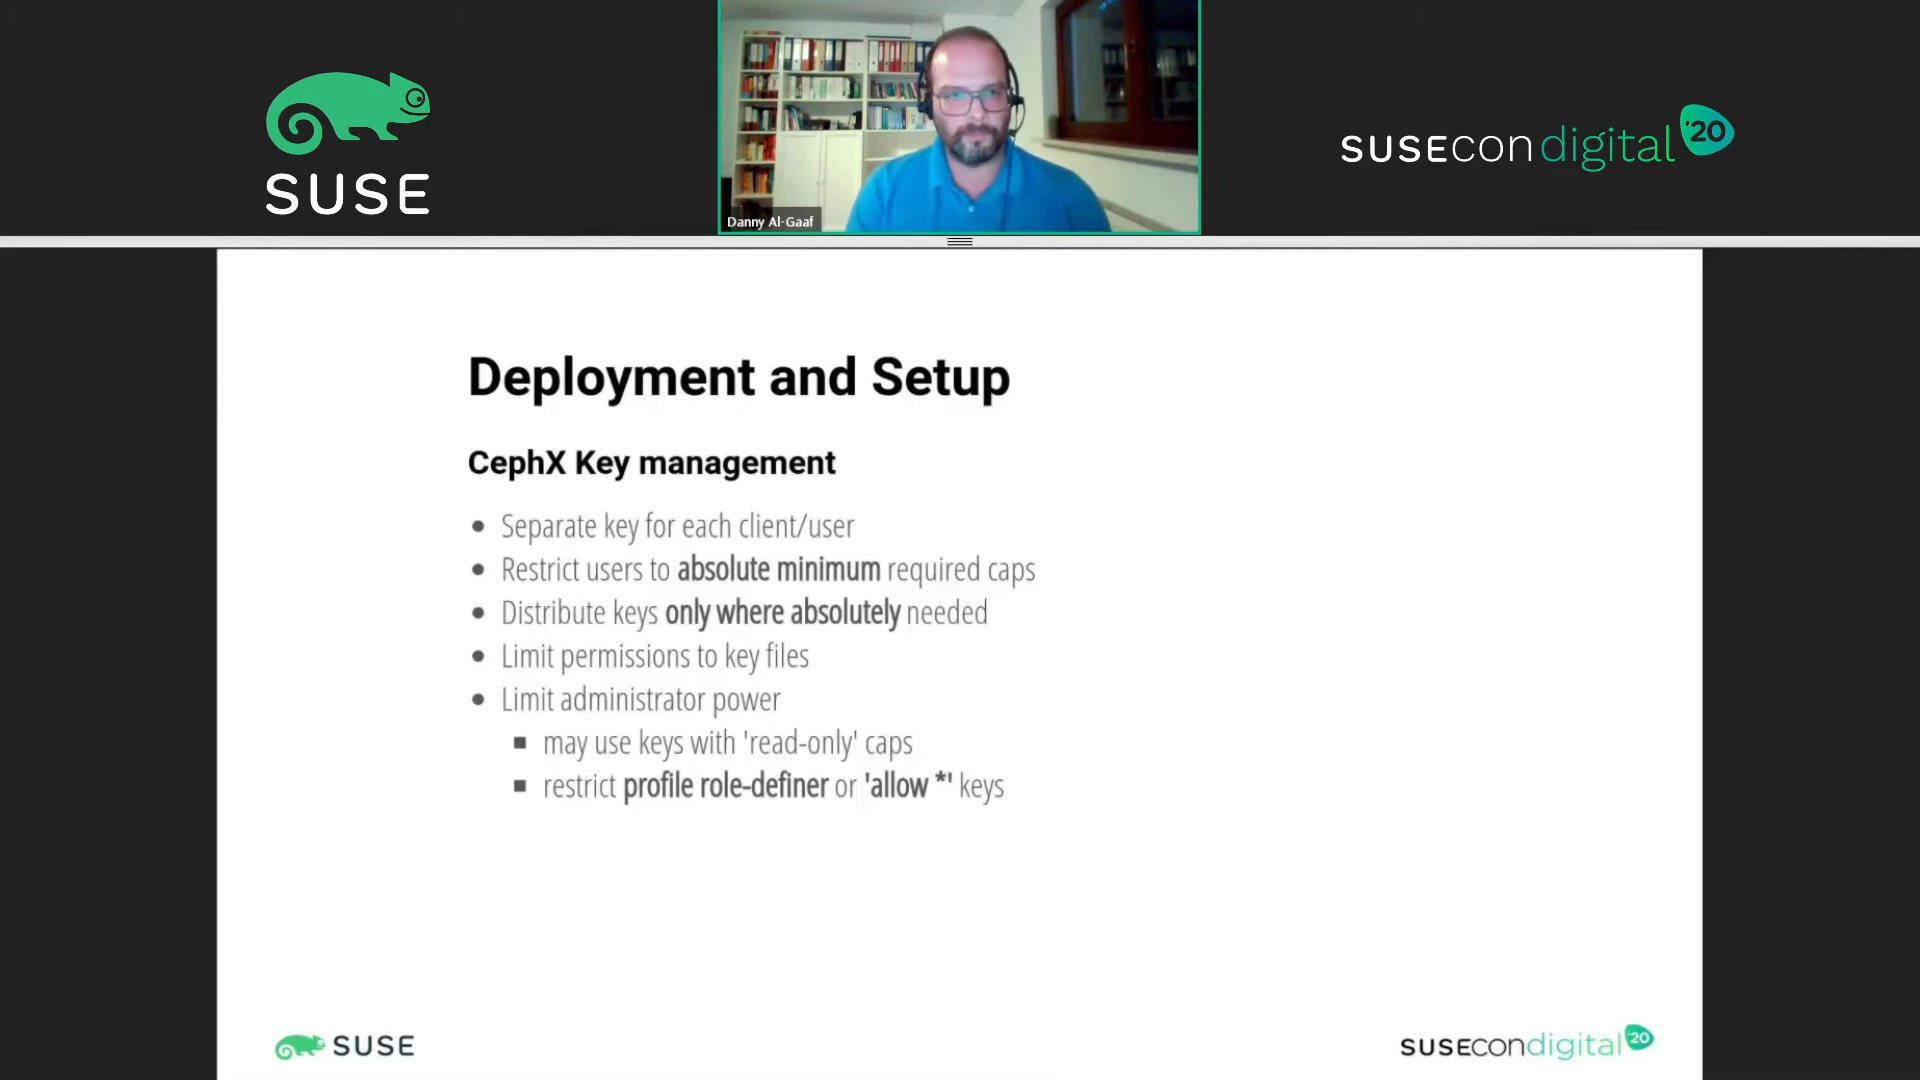 SUSE
Danny Al-Gaaf
SUSECON digital '20
Deployment and Setup
CephX Key management
Separate key for each client/user
Restrict users to absolute minimum required caps
Distribute keys only where absolutely needed
Limit permissions to key files
Limit administrator power
may use keys with 'read-only' caps
restrict profile role-definer or 'allow *' keys
SUSE
SUSECON digital '20